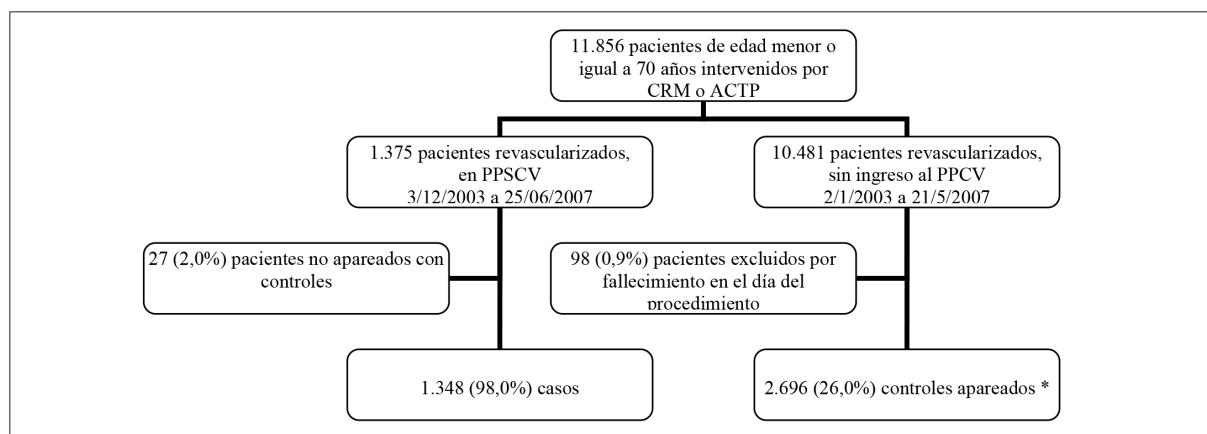 11.856 pacientes de edad menor o
igual a 70 años intervenidos por
CRM o ACTP
1.375 pacientes revascularizados,
en PPSCV
3/12/2003 a 25/06/2007
10.481 pacientes revascularizados,
sin ingreso al PPCV
2/1/2003 a 21/5/2007
27 (2,0%) pacientes no apareados con
controles
98 (0,9%) pacientes excluidos por
fallecimiento en el día del
procedimiento
1.348 (98,0%) casos
2.696 (26,0%) controles apareados *